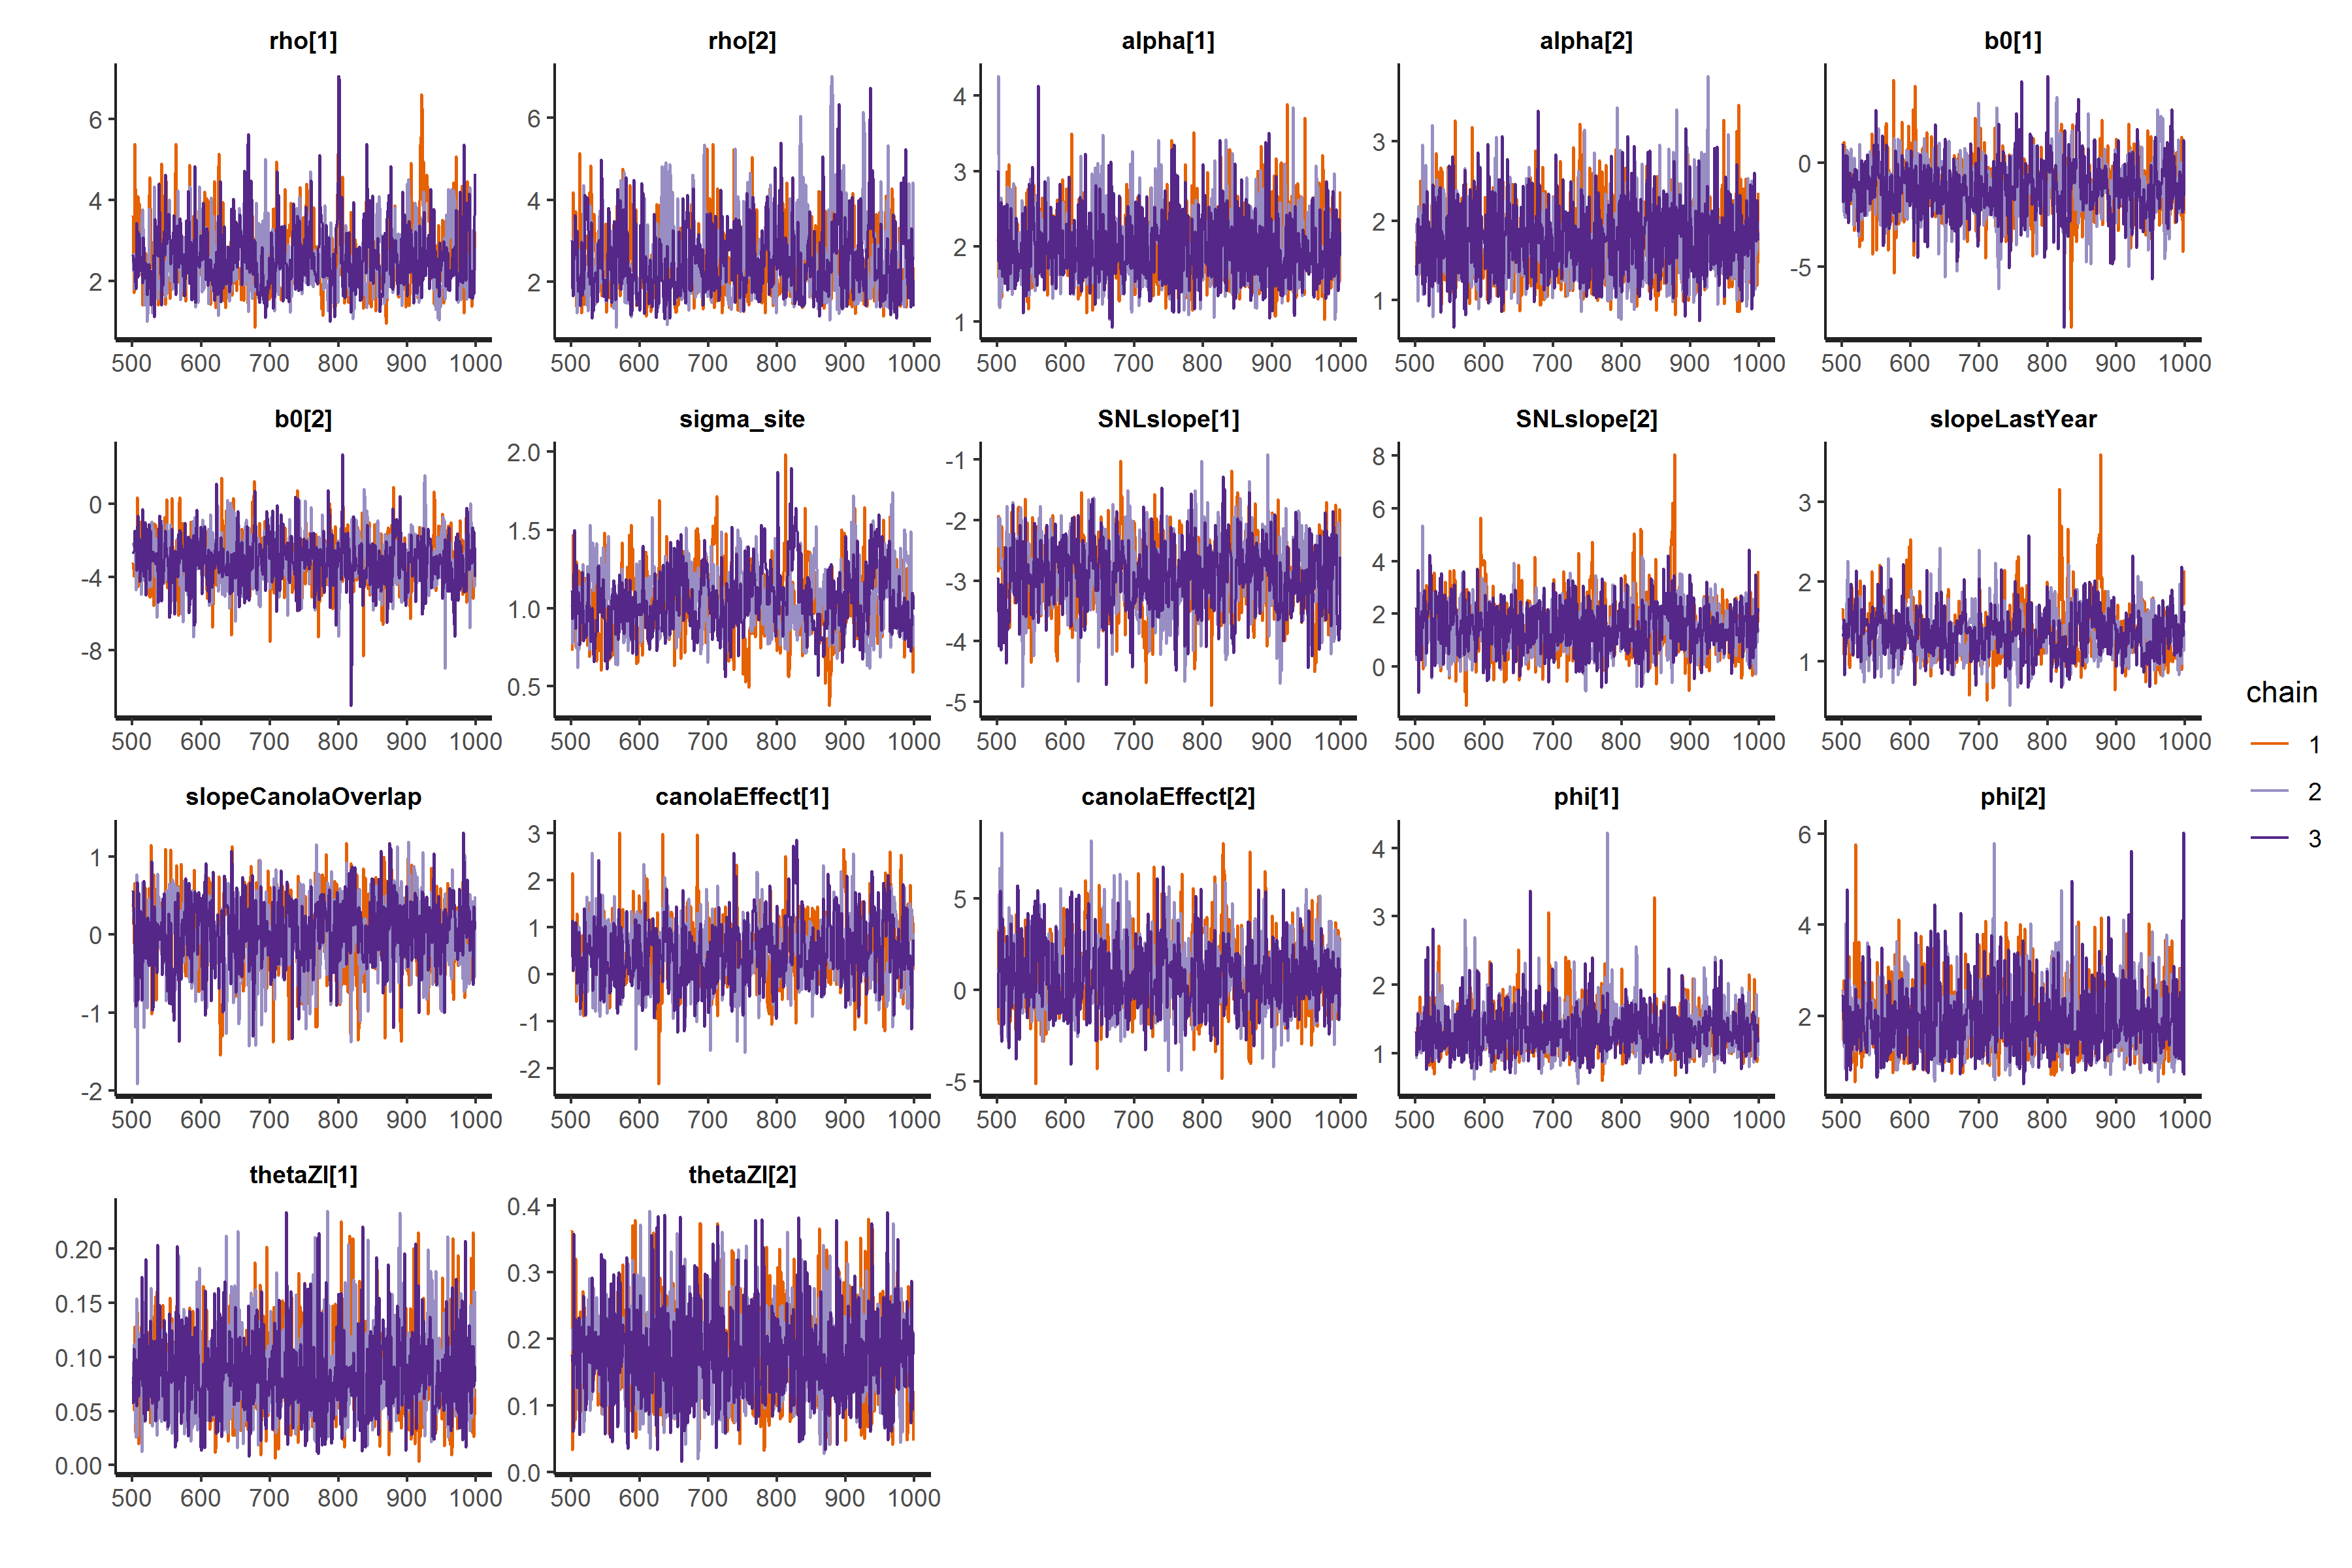 rho[1] rho[2] alpha[1] alpha[2] b0[1]
6 6 4 3 0
4 4 3 2 -5
2 2 2 1
1
500 600 700 800 900 1000 500 600 700 800 900 1000 500 600 700 800 900 1000 500 600 700 800 900 1000 500 600 700 800 900 1000
b0[2] sigma_site SNLslope[1] SNLslope[2] slopeLastYear
0 2.0 -1 8 3
-4 1.5 -2 6 2
-8 1.0 -3 4 1
0.5 -4 2
-5 0
500 600 700 800 900 1000 500 600 700 800 900 1000 500 600 700 800 900 1000 500 600 700 800 900 1000 500 600 700 800 900 1000
slopeCanolaOverlap canolaEffect[1] canolaEffect[2] phi[1] phi[2]
1 3 5 4 6
0 2 0 3 4
-1 1 -5 2 2
-2 0 1
-1
-2
500 600 700 800 900 1000 500 600 700 800 900 1000 500 600 700 800 900 1000 500 600 700 800 900 1000 500 600 700 800 900 1000
thetaZI[1] thetaZI[2]
0.20 0.4
0.15 0.3
0.10 0.2
0.05 0.1
0.00 0.0
500 600 700 800 900 1000 500 600 700 800 900 1000
chain
1
2
3